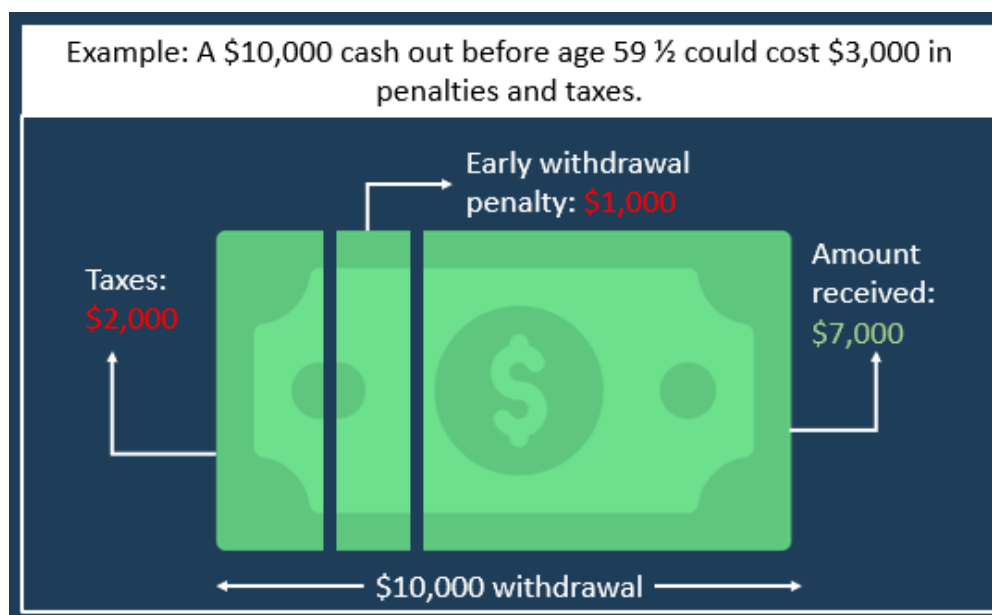 Example: A $10,000 cash out before age 59 ½ could cost $3,000 in
penalties and taxes.
Early withdrawal
penalty: $1,000
Taxes:
$2,000
Amount
received:
$7,000
$
$10,000 withdrawal